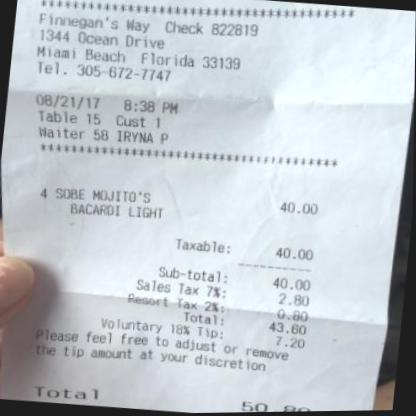 ************************************************
Finnegan's Way Check 822819
1344 Ocean Drive
Miami Beach Florida 33139
Tel. 305-672-7747
08/21/17 8:38 PM
Table 15 Cust 1
Waiter 58 IRYNA P
************************************************
4 SOBE MOJITO'S 40.00
BACARDI LIGHT
Taxable: 40.00
----------
Sub-total: 40.00
Sales Tax 7%: 2.80
Resort Tax 2%: 0.80
Total: 43.60
Voluntary 18% Tip: 7.20
Please feel free to adjust or remove
the tip amount at your discretion
Total 50.80